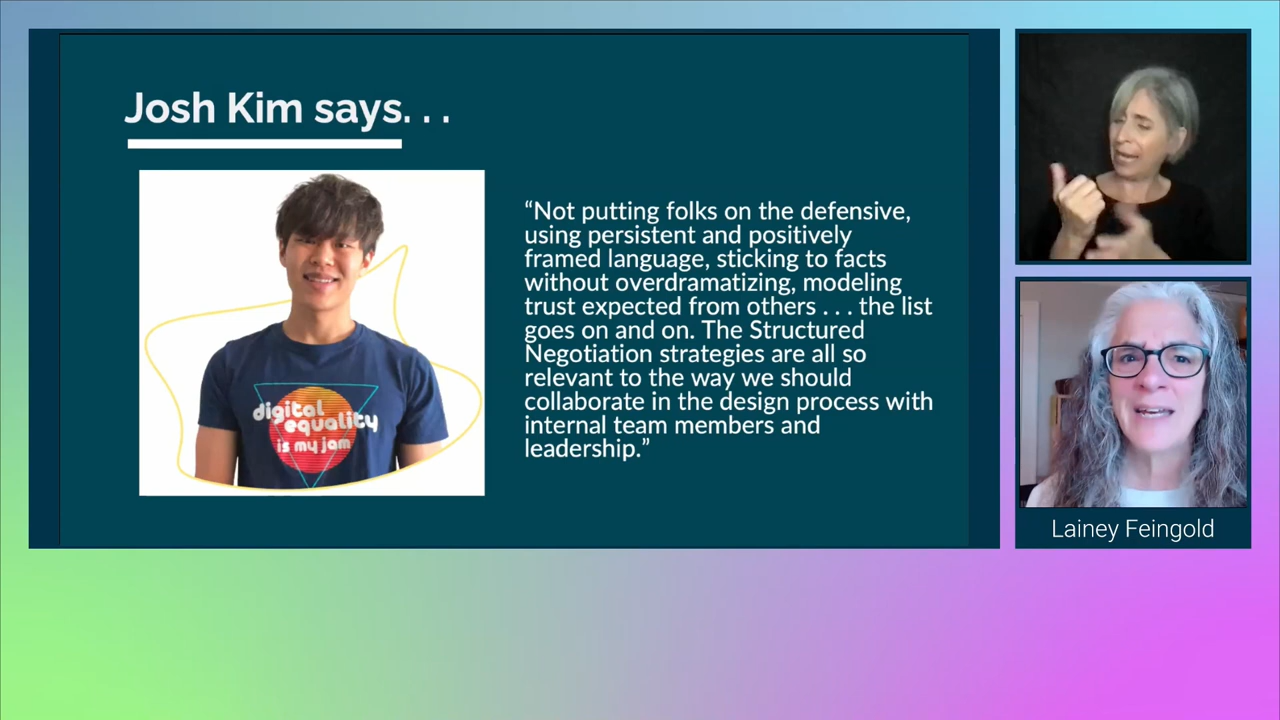 Josh Kim says. . .
digital
equality
is my jam
“Not putting folks on the defensive,
using persistent and positively
framed language, sticking to facts
without overdramatizing, modeling
trust expected from others . . . the list
goes on and on. The Structured
Negotiation strategies are all so
relevant to the way we should
collaborate in the design process with
internal team members and
leadership.”
Lainey Feingold